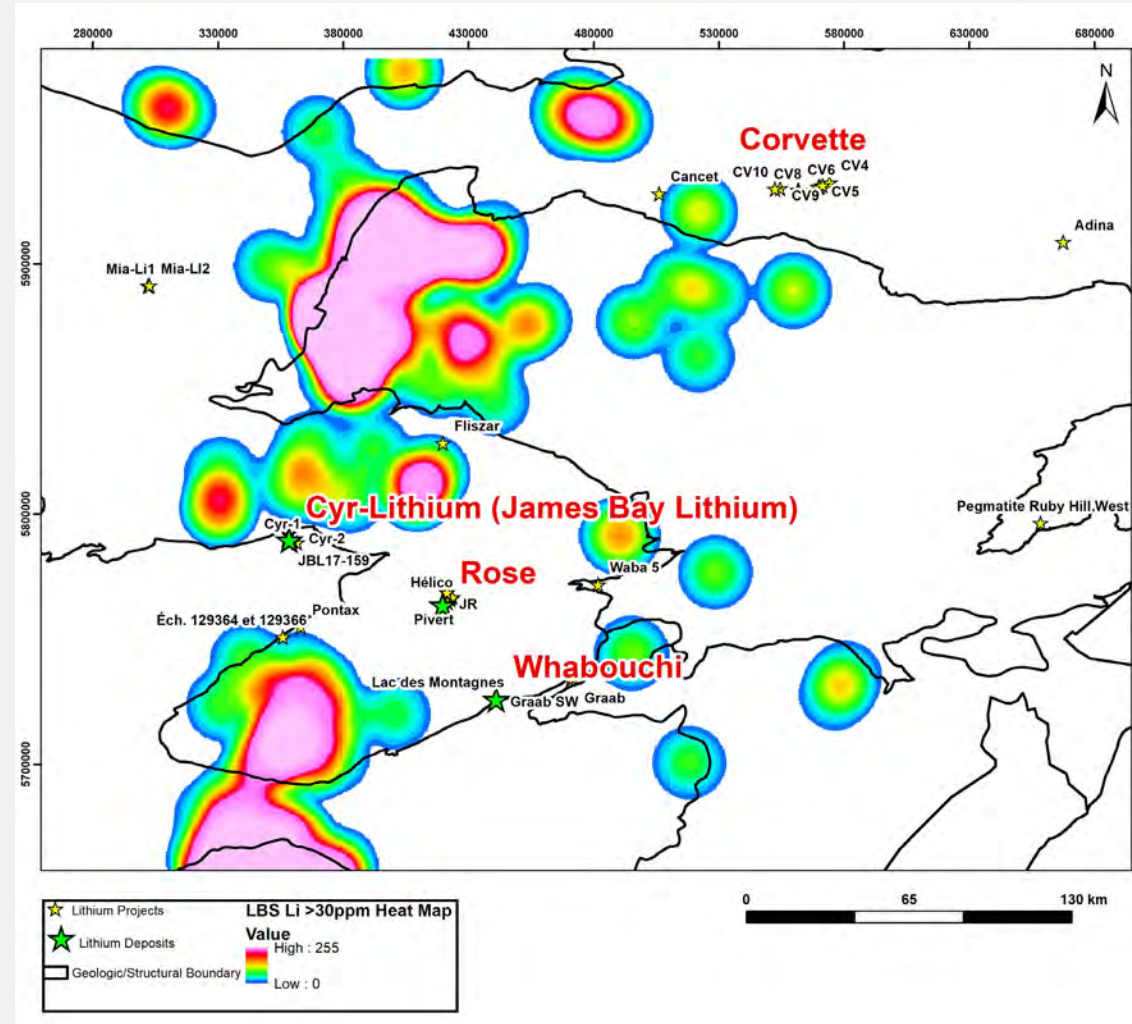 280000 330000 380000 430000 480000 530000 580000 630000 680000
N
Corvette
CV10 CV8 CV6 CV4
CV9 CV5
Cancet
Adina
5900000
Mia-Li1 Mia-LI2
Fliszar
5800000
Cyr-Lithium (James Bay Lithium)
Pegmatite Ruby Hill West
Cyr-1
Cyr-2
JBL17-159
Waba 5
Rose
Hélico
JR
Pivert
Pontax
Éch. 129364 et 129366
Whabouchi
Lac des Montagnes
Graab SW Graab
5700000
Lithium Projects
Lithium Deposits
Geologic/Structural Boundary
LBS Li >30ppm Heat Map
Value
High : 255
Low : 0
0 65 130 km